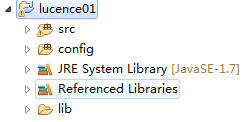 lucence01
src
config
JRE System Library [JavaSE-1.7]
Referenced Libraries
lib